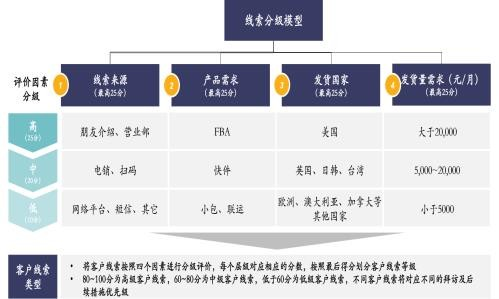 线索分级模型
评价因素
分级
1
线索来源
(最高25分)
2
产品需求
(最高25分)
3
发货国家
(最高25分)
4
发货量需求(元/月)
(最高25分)
高
(25分)
朋友介绍、营业部
FBA
美国
大于20,000
中
(20分)
电销、扫码
快件
英国、日韩、台湾
5,000~20,000
低
网络平台、短信、其它
小包、联运
欧洲、澳大利亚、加拿大等
其他国家
小于5000
客户线索
类型
• 将客户线索按照四个因素进行分级评价，每个层级对应相应的分数，按照最后得分划分客户线索等级
• 80~100分为高级客户线索，60~80分为中级客户线索，低于60分为低级客户线索，不同客户线索将对应不同的拜访及后
续措施优先级